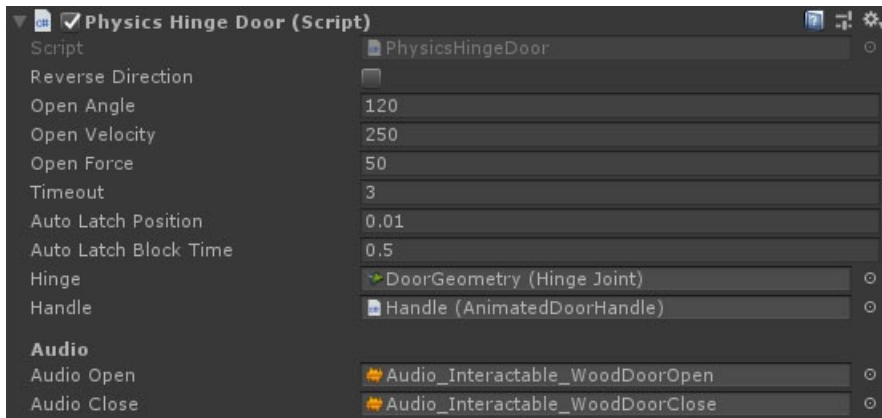 Physics Hinge Door (Script)
Script PhysicsHingeDoor
Reverse Direction
Open Angle 120
Open Velocity 250
Open Force 50
Timeout 3
Auto Latch Position 0.01
Auto Latch Block Time 0.5
Hinge DoorGeometry (Hinge Joint)
Handle Handle (AnimatedDoorHandle)
Audio
Audio Open Audio_Interactable_WoodDoorOpen
Audio Close Audio_Interactable_WoodDoorClose